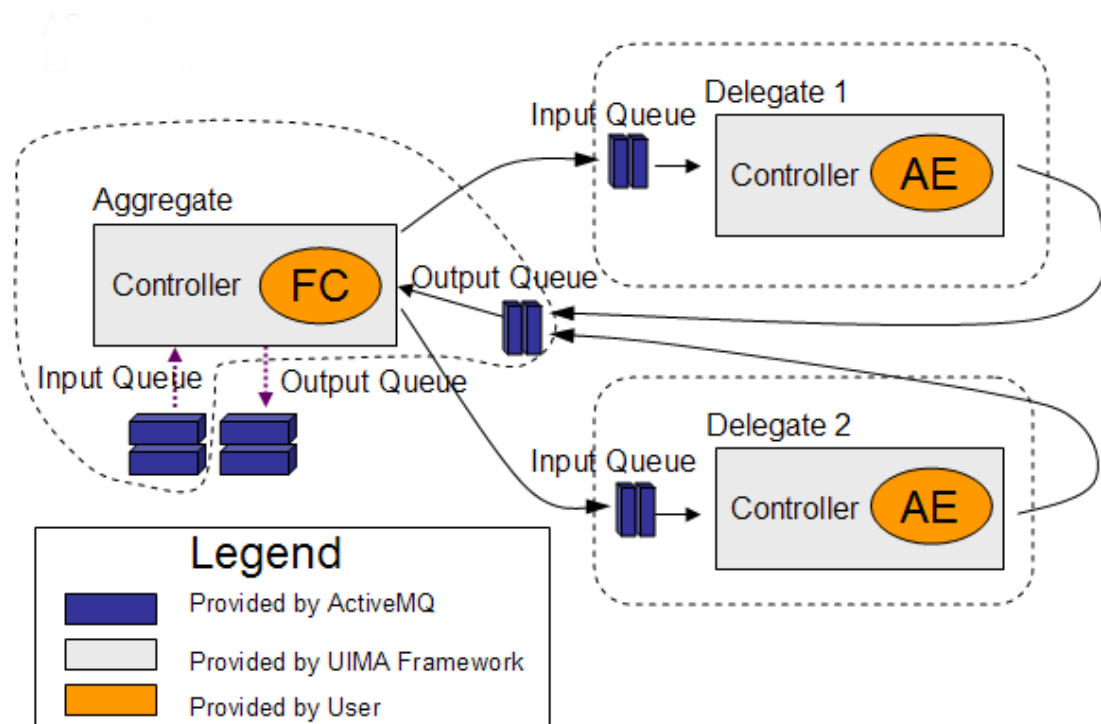 Delegate 1
Input Queue
Controller
AE
Aggregate
Controller
FC
Output Queue
Input Queue
Output Queue
Delegate 2
Input Queue
Controller
AE
Legend
Provided by ActiveMQ
Provided by UIMA Framework
Provided by User